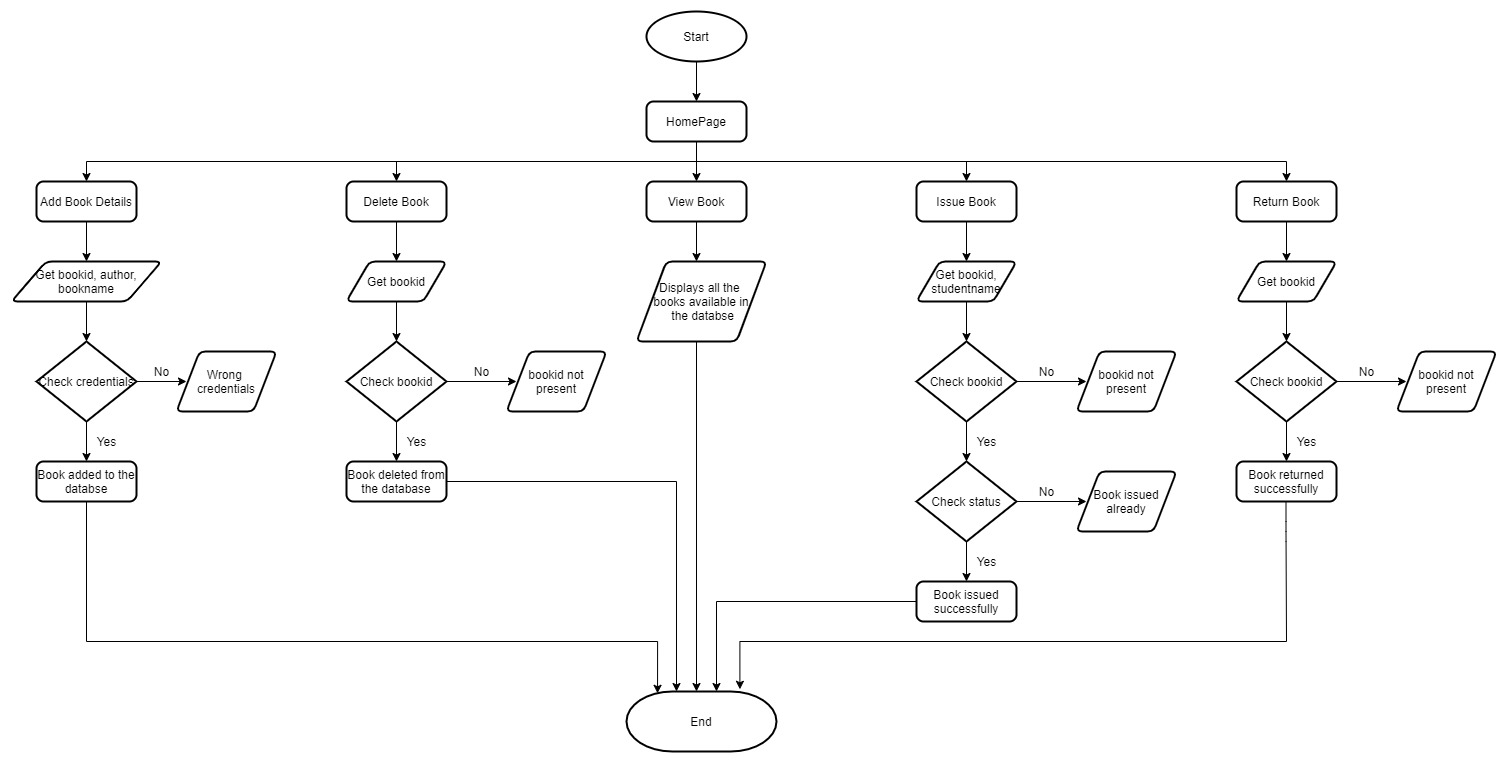 Start
HomePage
Add Book Details
Delete Book
View Book
Issue Book
Return Book
Get bookid, author,
bookname
Get bookid
Displays all the
books available in
the databse
Get bookid,
studentname
Get bookid
Check credentials
No
Wrong
credentials
Check bookid
No
bookid not
present
Check bookid
No
bookid not
present
Check bookid
No
bookid not
present
Yes
Yes
Yes
Yes
Book added to the
databse
Book deleted from
the database
Check status
No
Book issued
already
Book returned
successfully
Yes
Book issued
successfully
End